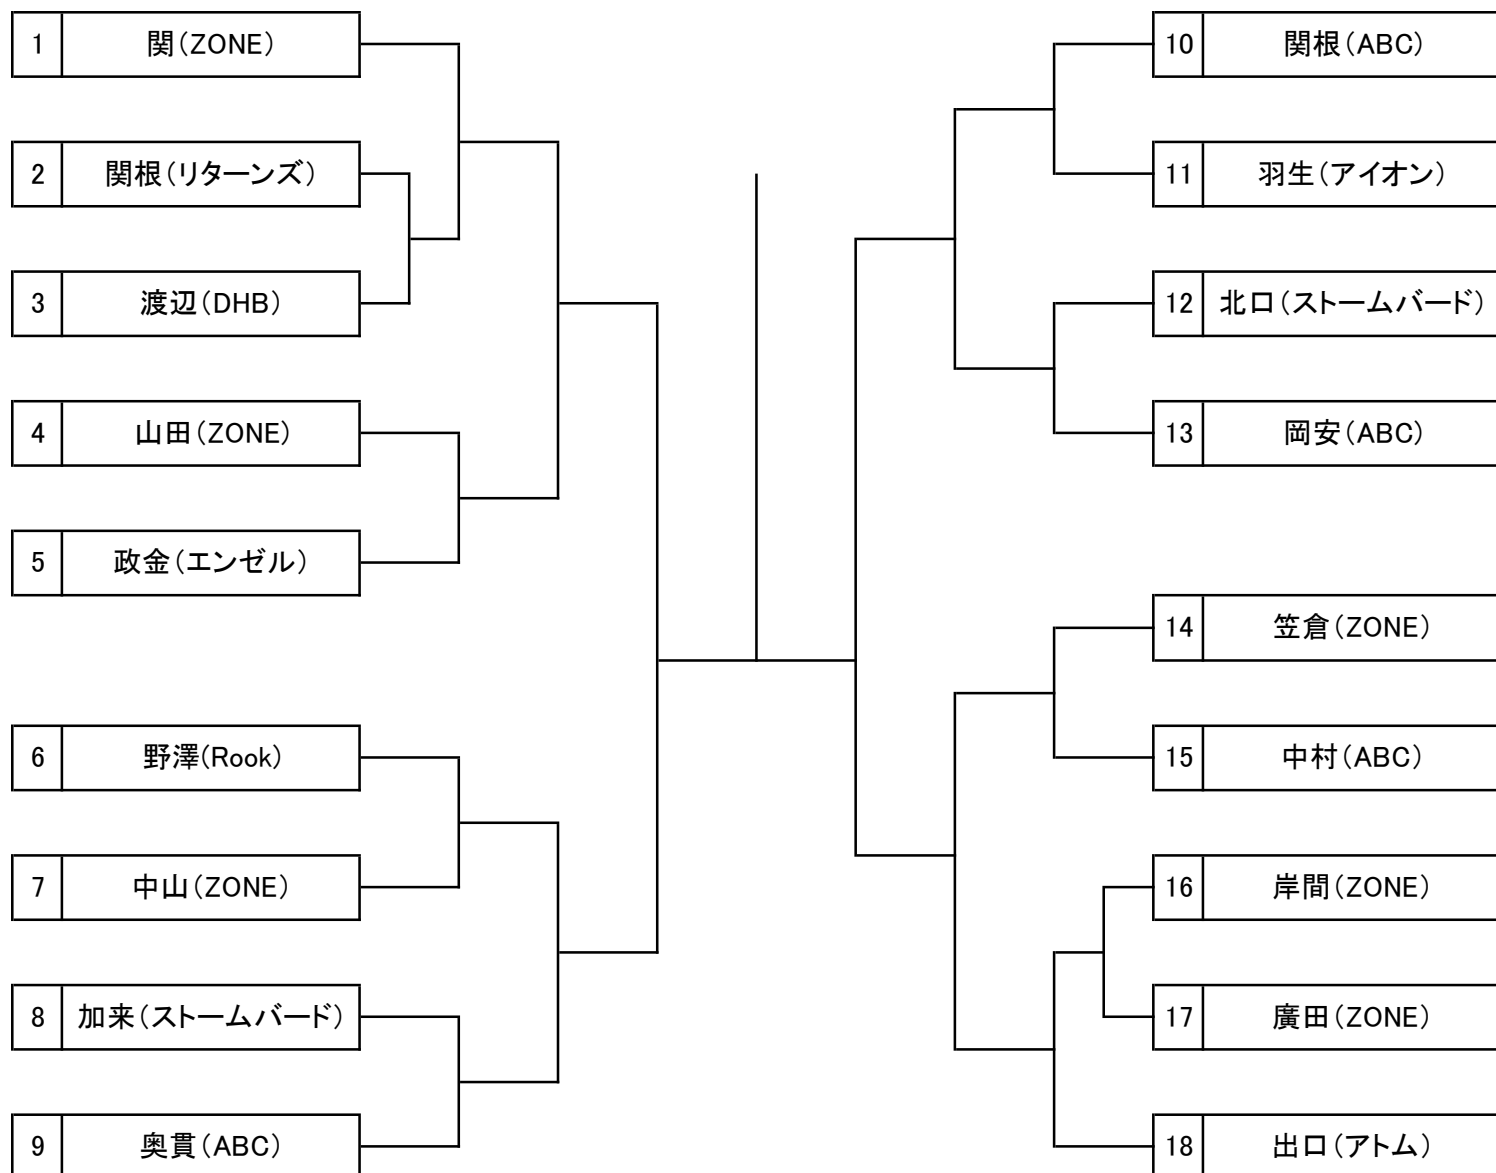 1 関(ZONE)
2 関根(リターンズ)
3 渡辺(DHB)
4 山田(ZONE)
5 政金(エンゼル)
6 野澤(Rook)
7 中山(ZONE)
8 加来(ストームバード)
9 奥貫(ABC)
10 関根(ABC)
11 羽生(アイオン)
12 北口(ストームバード)
13 岡安(ABC)
14 笠倉(ZONE)
15 中村(ABC)
16 岸間(ZONE)
17 廣田(ZONE)
18 出口(アトム)